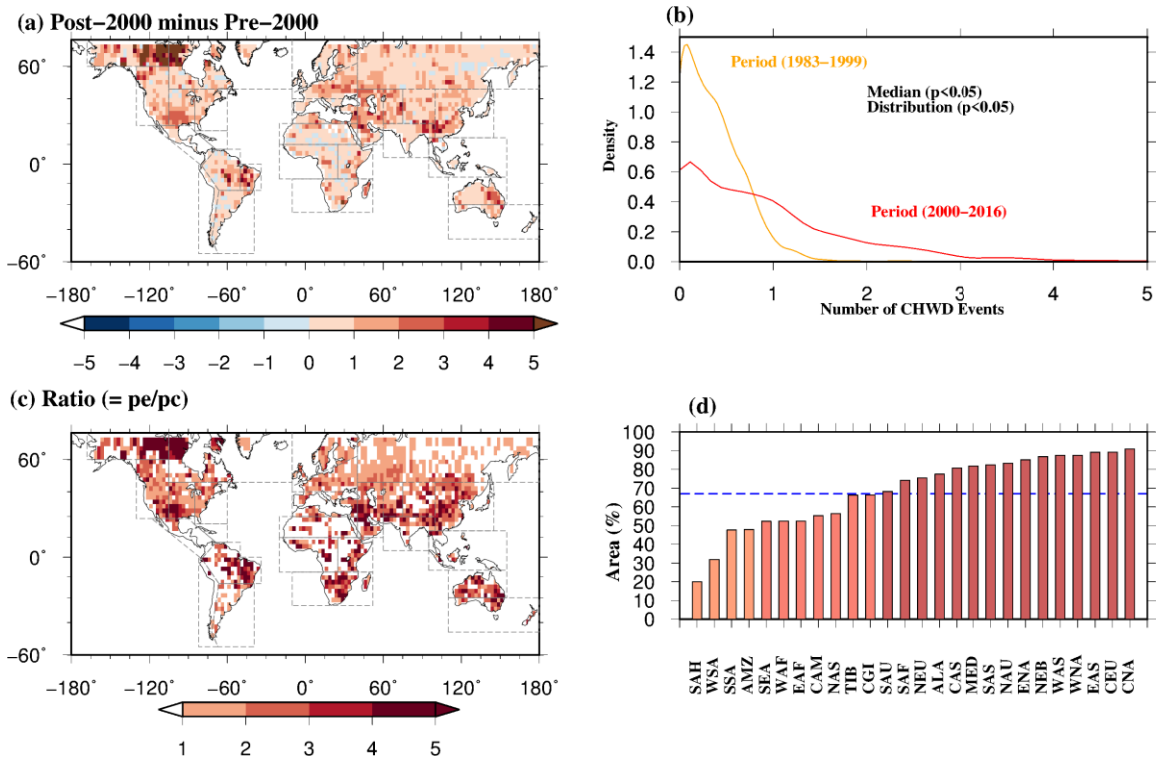 (a) Post−2000 minus Pre−2000
60˚
0˚
−60˚
−180˚ −120˚ −60˚ 0˚ 60˚ 120˚ 180˚
−5 −4 −3 −2 −1 0 1 2 3 4 5
(b)
Density
1.4
1.2
1.0
0.8
0.6
0.4
0.2
0.0
Period (1983−1999)
Median (p<0.05)
Distribution (p<0.05)
Period (2000−2016)
0 1 2 3 4 5
Number of CHWD Events
(c) Ratio (= pe/pc)
60˚
0˚
−60˚
−180˚ −120˚ −60˚ 0˚ 60˚ 120˚ 180˚
1 2 3 4 5
(d)
Area (%)
100
90
80
70
60
50
40
30
20
10
0
SAH WSA SSA AMZ SEA WAF EAF CAM NAS TIB CGI SAU SAF NEU ALA CAS MED SAS NAU ENA NEB WAS WNA EAS CEU CNA